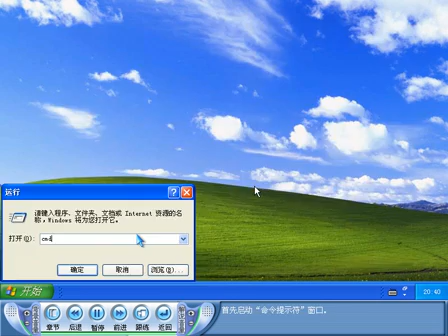 运行
请键入程序、文件夹、文档或 Internet 资源的名
称，Windows 将为您打开它。
打开(O):
cmd
确定
取消
浏览(B)...
开始
20:40
章节
后退
暂停
前进
跟练
返回
首先启动“命令提示符”窗口。